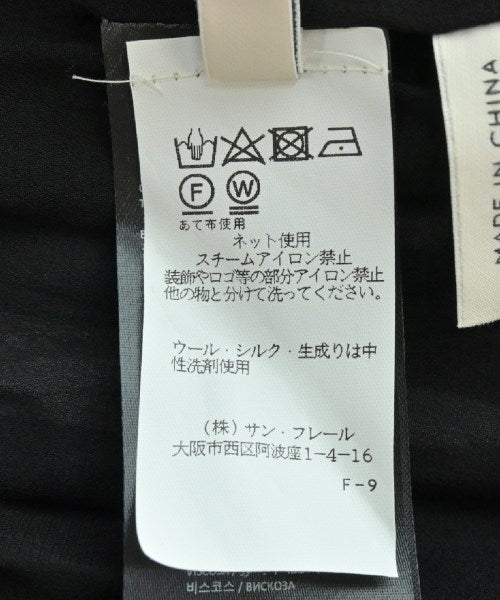 F W
あて布使用
ネット使用
スチームアイロン禁止
装飾やロゴ等の部分アイロン禁止
他の物と分けて洗ってください。
ウール・シルク・生成りは中
性洗剤使用
(株) サン・フレール
大阪市西区阿波座1-4-16
F-9
MADE IN CHINA
비스코스 / ВИСКОЗА